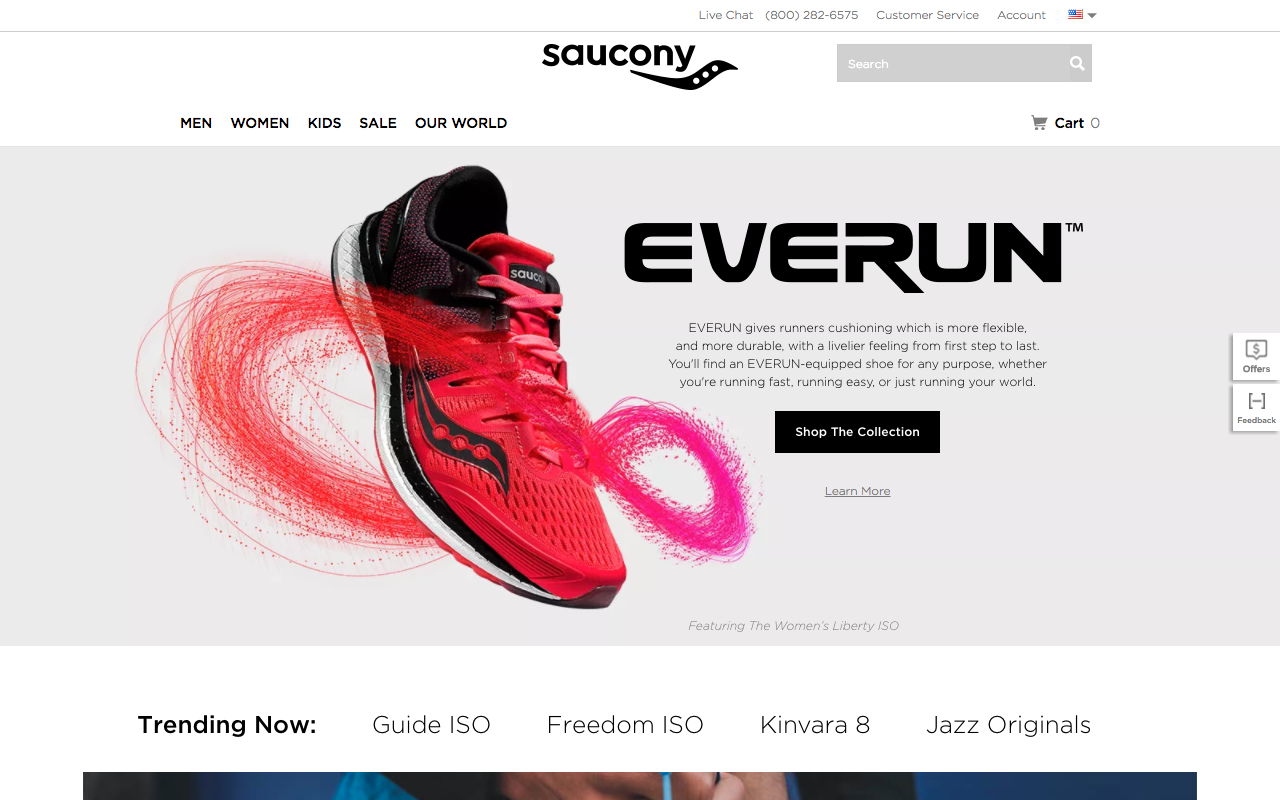 Live Chat (800) 282-6575 Customer Service Account
saucony
Search
MEN WOMEN KIDS SALE OUR WORLD
Cart 0
EVERUN™
saucony
EVERUN gives runners cushioning which is more flexible,
and more durable, with a livelier feeling from first step to last.
You'll find an EVERUN-equipped shoe for any purpose, whether
you're running fast, running easy, or just running your world.
Shop The Collection
Learn More
Featuring The Women's Liberty ISO
Offers
Feedback
Trending Now: Guide ISO Freedom ISO Kinvara 8 Jazz Originals